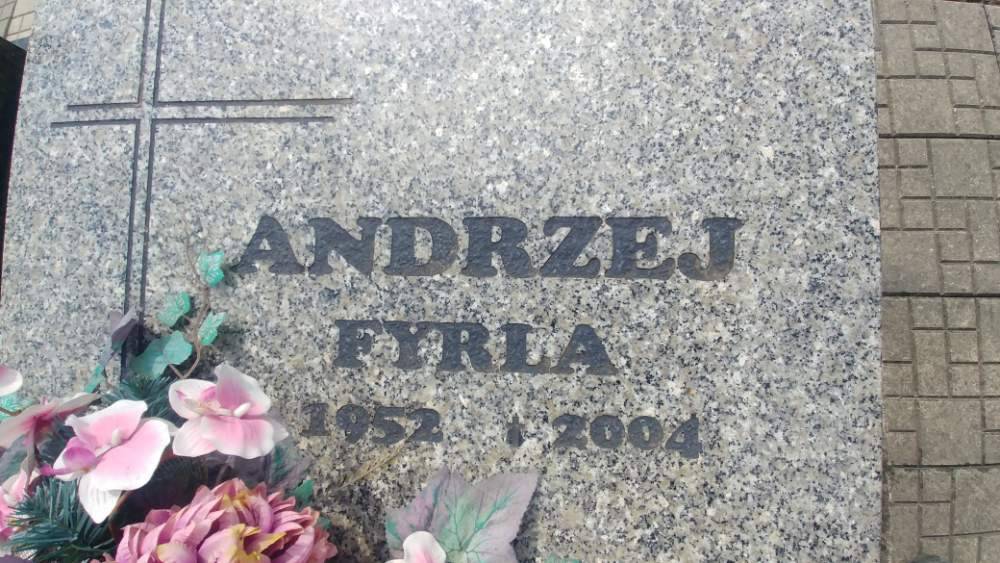 ANDRZEJ
FYRLA
1952 ✝ 2004